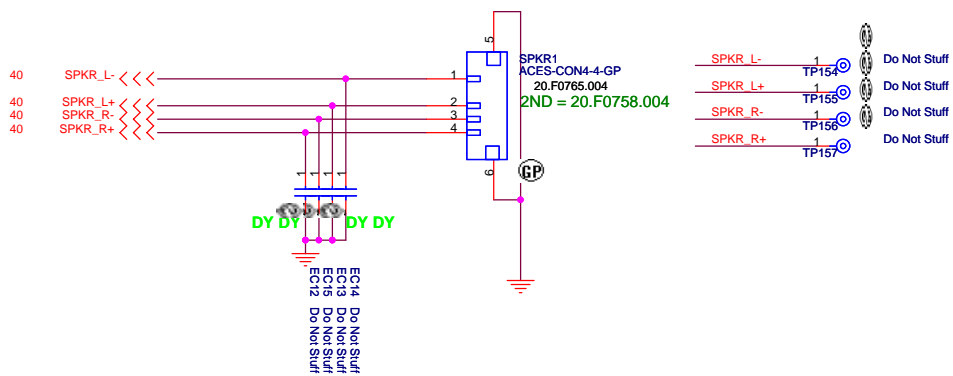 40 SPKR_L-
40 SPKR_L+
40 SPKR_R-
40 SPKR_R+
1
2
3
4
5
6
SPKR1
ACES-CON4-4-GP
20.F0765.004
2ND = 20.F0758.004
GP
1 1 1 1
DY DY DY DY
EC12 Do Not Stuff
EC15 Do Not Stuff
EC13 Do Not Stuff
EC14 Do Not Stuff
SPKR_L- 1 TP154 Do Not Stuff
SPKR_L+ 1 TP155 Do Not Stuff
SPKR_R- 1 TP156 Do Not Stuff
SPKR_R+ 1 TP157 Do Not Stuff